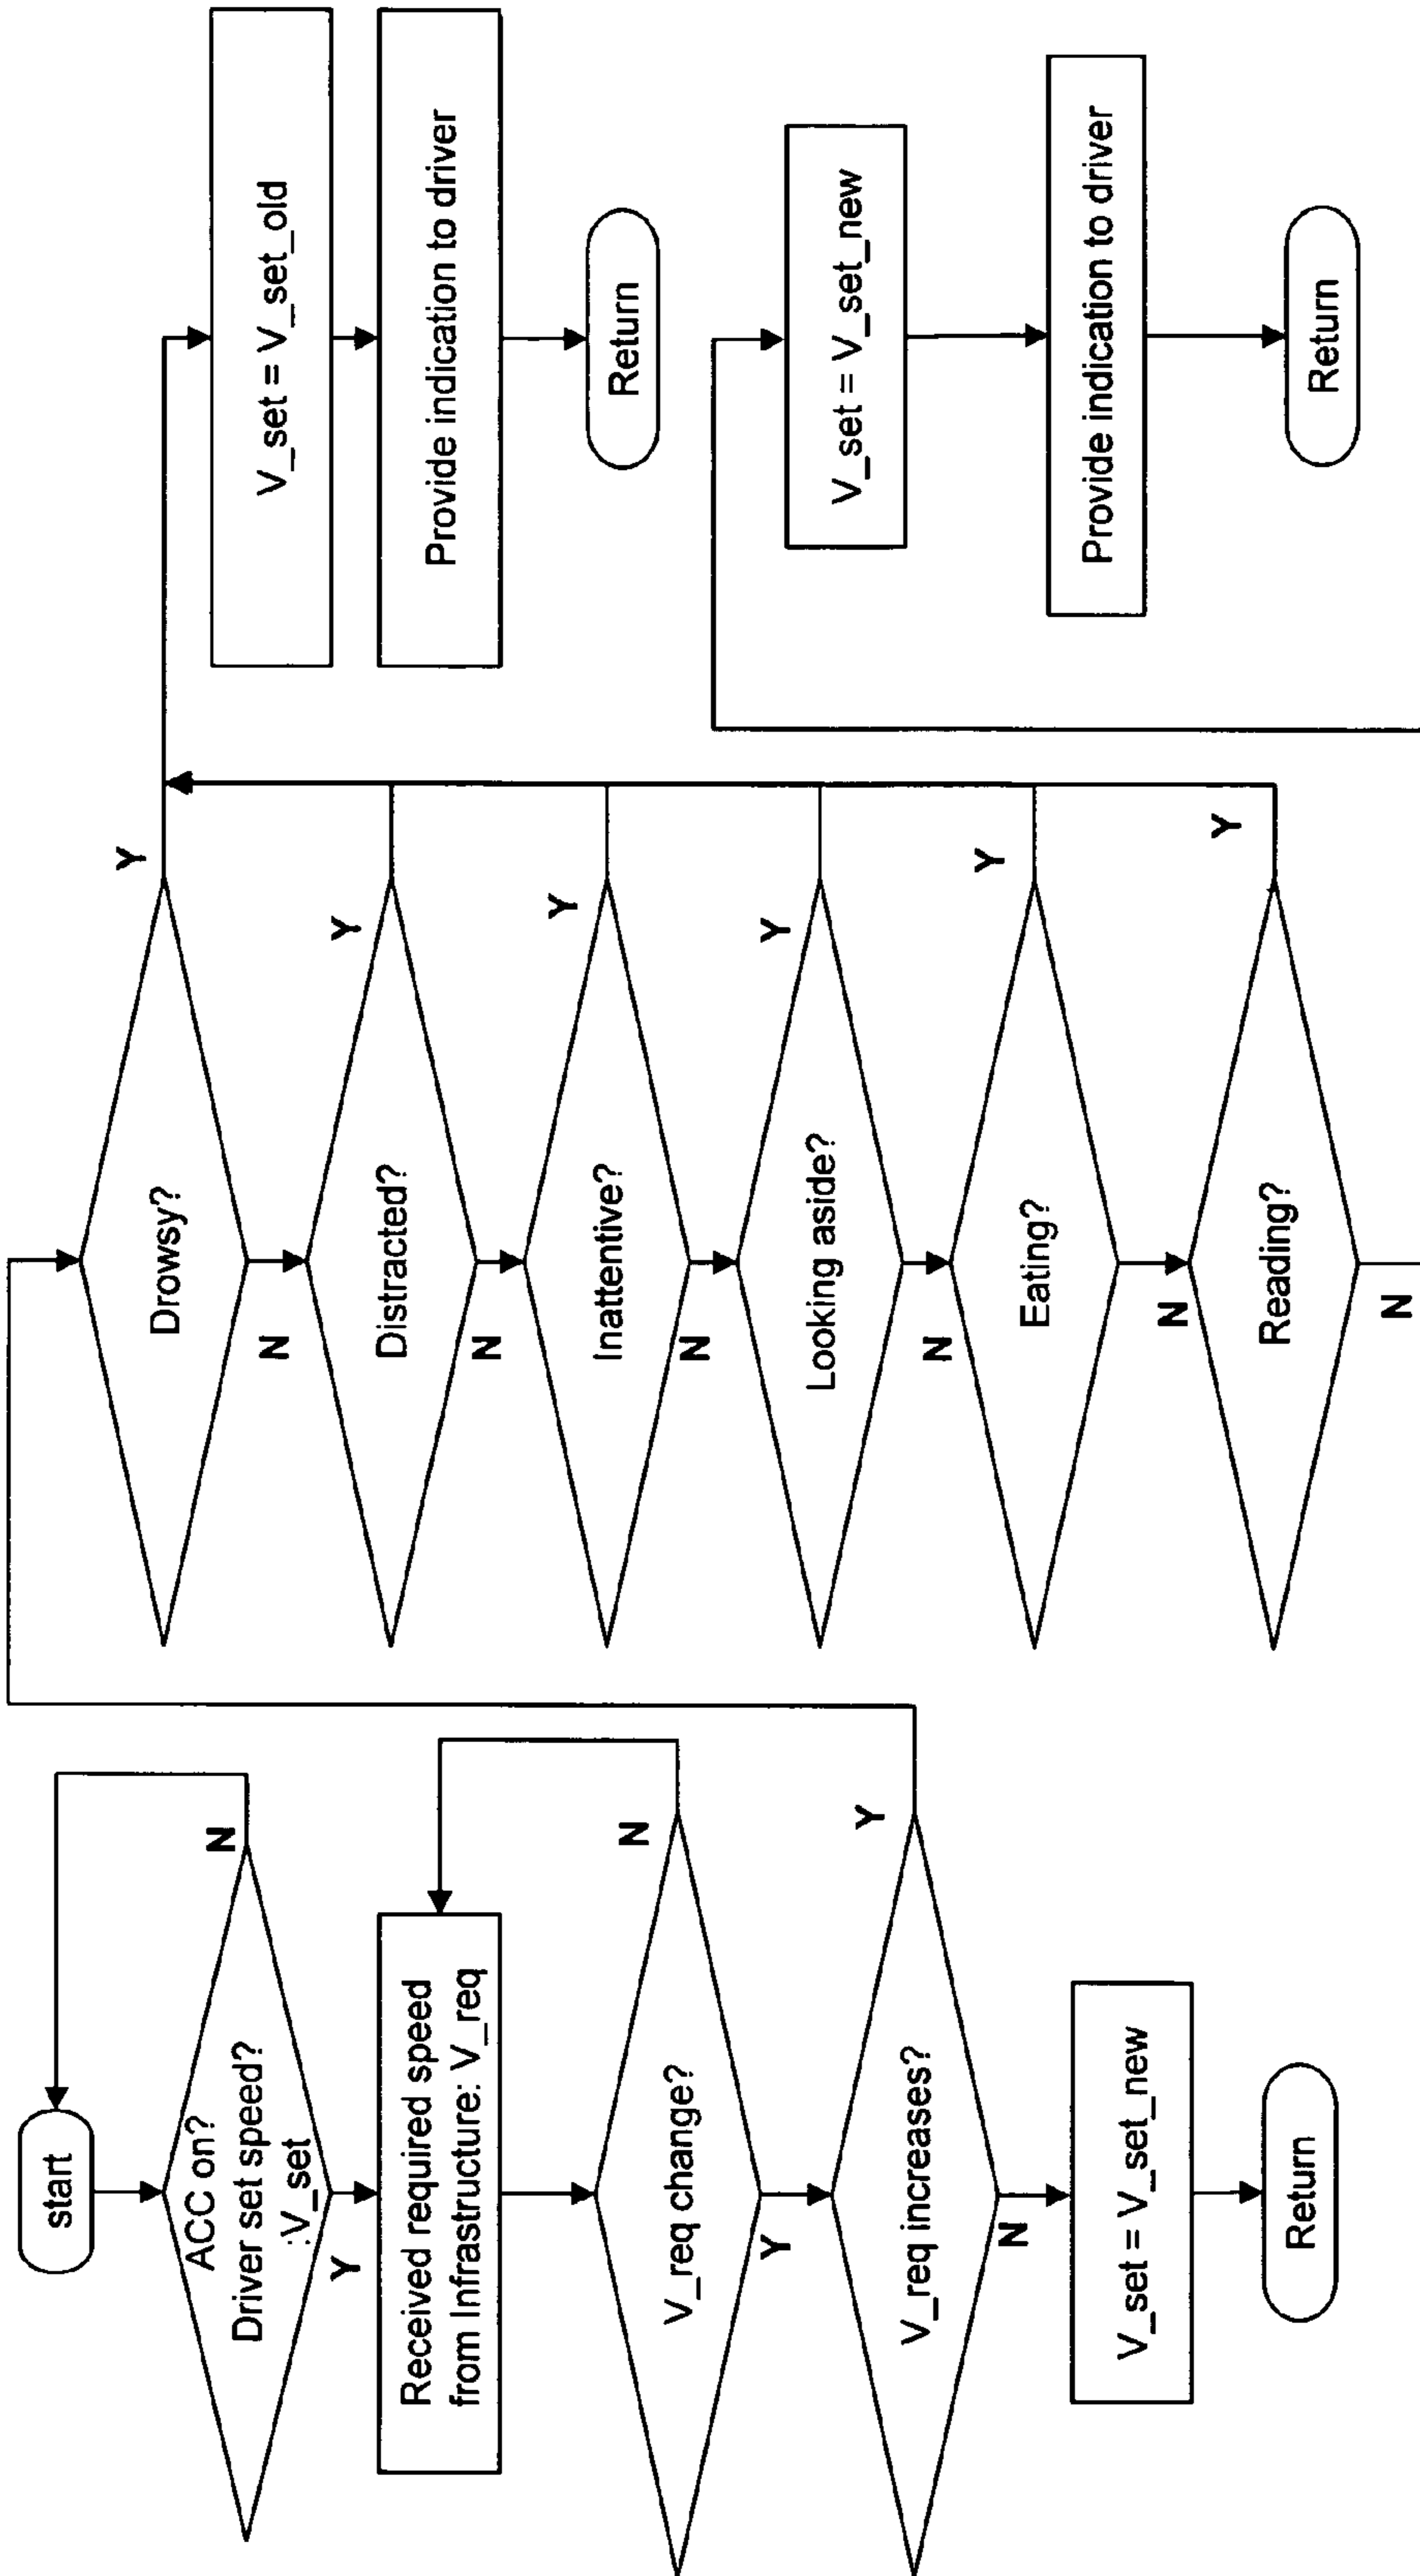 start
ACC on?
Driver set speed?
:V_set
N
Y
Received required speed
from Infrastructure: V_req
V_req change?
N
Y
V_req increases?
Y
N
V_set = V_set_new
Return
Drowsy?
Y
N
Distracted?
Y
N
Inattentive?
Y
N
Looking aside?
Y
N
Eating?
Y
N
Reading?
Y
N
V_set = V_set_old
Provide indication to driver
Return
V_set = V_set_new
Provide indication to driver
Return